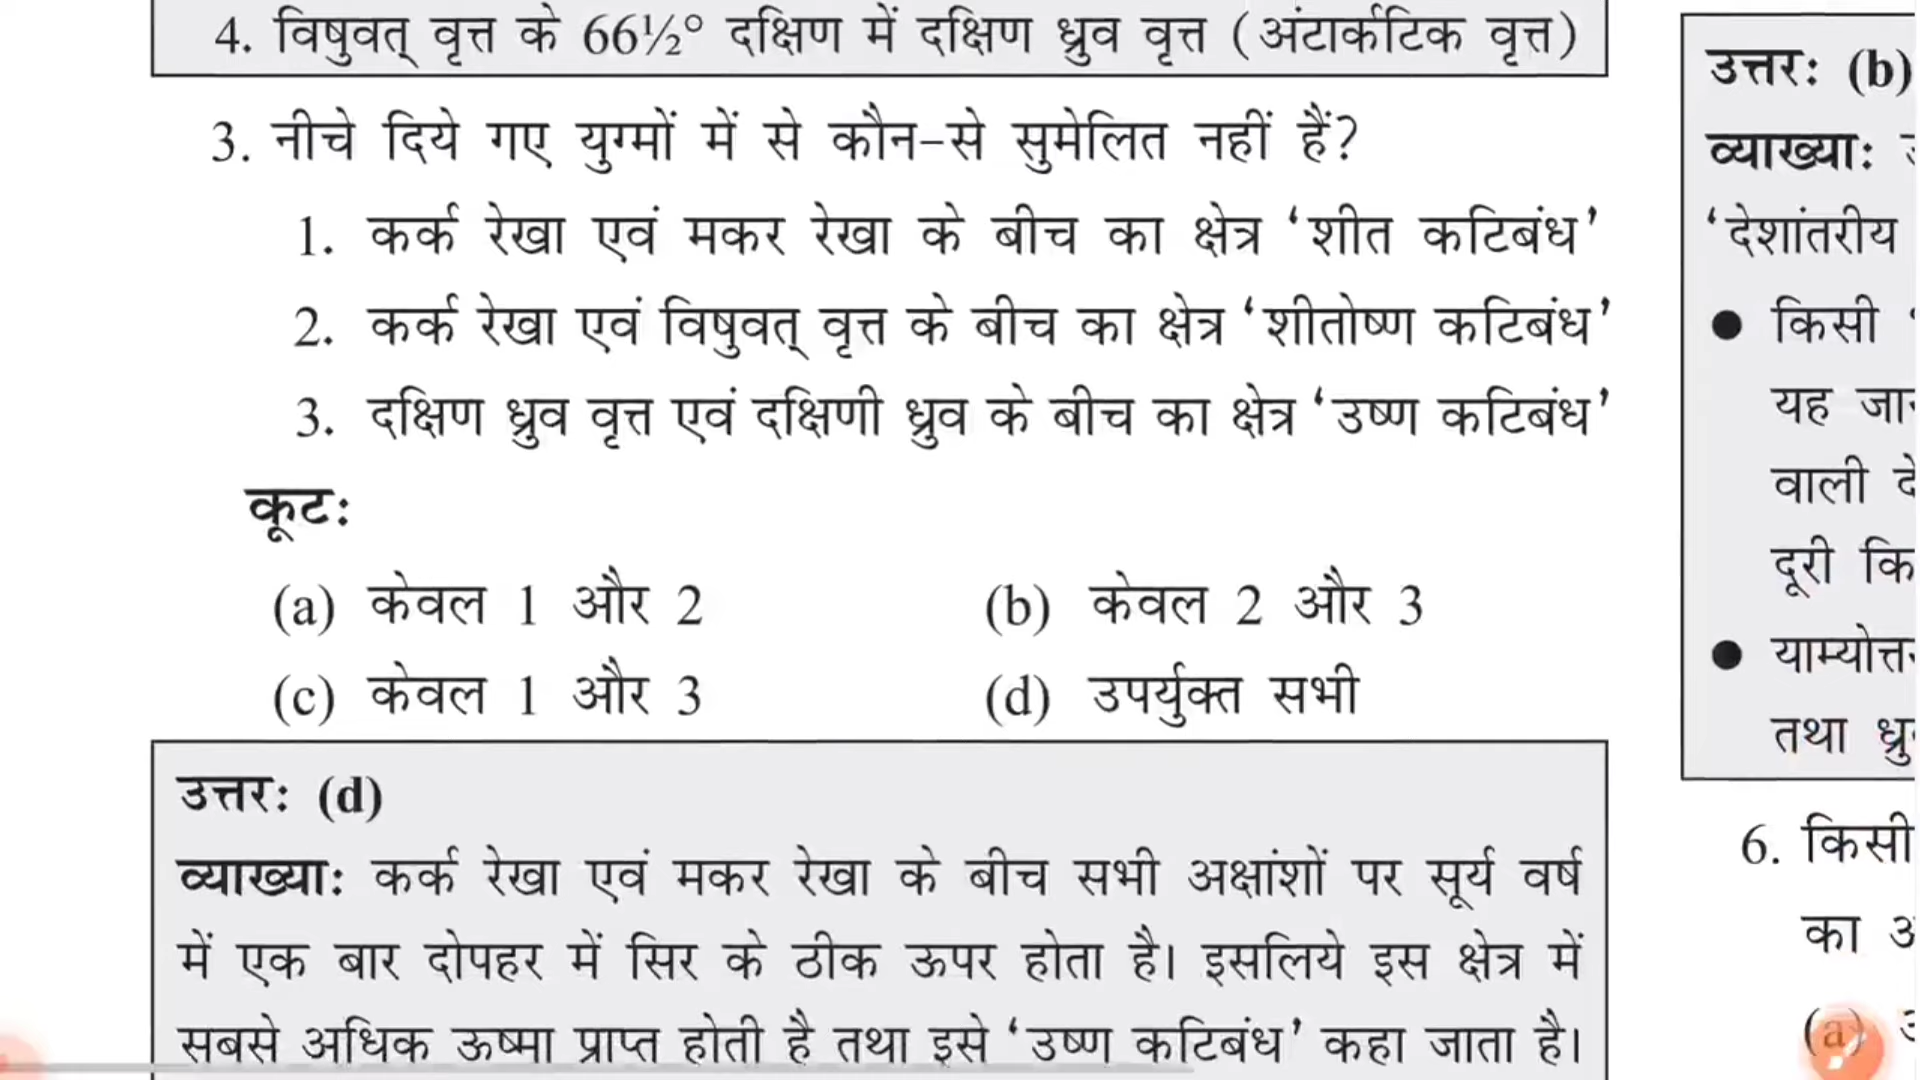 4. विषुवत् वृत्त के 66½° दक्षिण में दक्षिण ध्रुव वृत्त (अंटार्कटिक वृत्त)
3. नीचे दिये गए युग्मों में से कौन-से सुमेलित नहीं हैं?
1. कर्क रेखा एवं मकर रेखा के बीच का क्षेत्र ‘शीत कटिबंध’
2. कर्क रेखा एवं विषुवत् वृत्त के बीच का क्षेत्र ‘शीतोष्ण कटिबंध’
3. दक्षिण ध्रुव वृत्त एवं दक्षिणी ध्रुव के बीच का क्षेत्र ‘उष्ण कटिबंध’
कूटः
(a) केवल 1 और 2 (b) केवल 2 और 3
(c) केवल 1 और 3 (d) उपर्युक्त सभी
उत्तरः (d)
व्याख्याः कर्क रेखा एवं मकर रेखा के बीच सभी अक्षांशों पर सूर्य वर्ष
में एक बार दोपहर में सिर के ठीक ऊपर होता है। इसलिये इस क्षेत्र में
सबसे अधिक ऊष्मा प्राप्त होती है तथा इसे ‘उष्ण कटिबंध’ कहा जाता है।
उत्तरः (b)
व्याख्याः
‘देशांतरीय
● किसी
यह
वाली
दूरी
●
तथा
6. किसी
का
(a)